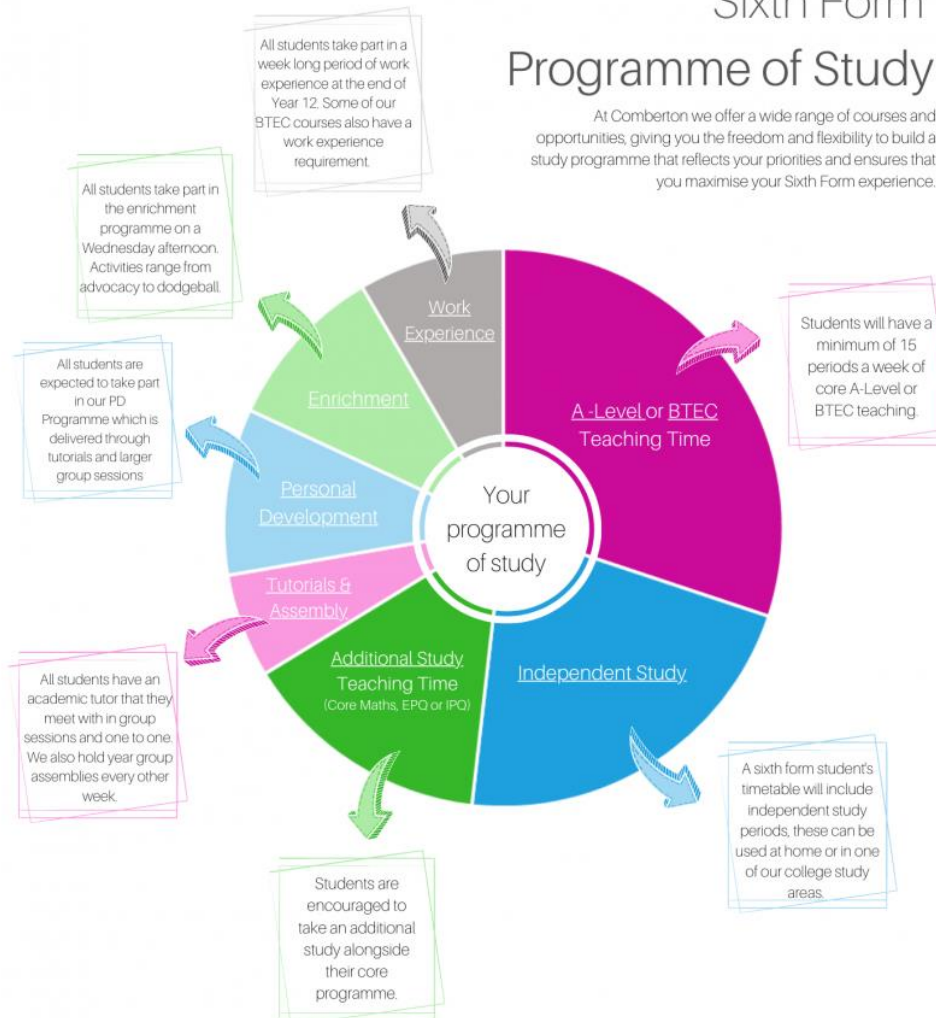 Sixth Form
Programme of Study
At Comberton we offer a wide range of courses and
opportunities, giving you the freedom and flexibility to build a
study programme that reflects your priorities and ensures that
you maximise your Sixth Form experience.
All students take part in a
week long period of work
experience at the end of
Year 12. Some of our
BTEC courses also have a
work experience
requirement.
All students take part in
the enrichment
programme on a
Wednesday afternoon.
Activities range from
advocacy to dodgeball
All students are
expected to take part
in our PD
Programme which is
delivered through
tutorials and larger
group sessions
All students have an
academic tutor that they
meet with in group
sessions and one to one.
We also hold year group
assemblies every other
week.
Students are
encouraged to
take an additional
study alongside
their core
programme.
A sixth form student's
timetable will include
independent study
periods, these can be
used at home or in one
of our college study
areas.
Students will have a
minimum of 15
periods a week of
core A-Level or
BTEC teaching.
Work
Experience
Enrichment
Personal
Development
Tutorials &
Assembly
Additional Study
Teaching Time
(Core Maths, EPQ or IPQ)
Independent Study
A -Level or BTEC
Teaching Time
Your
programme
of study